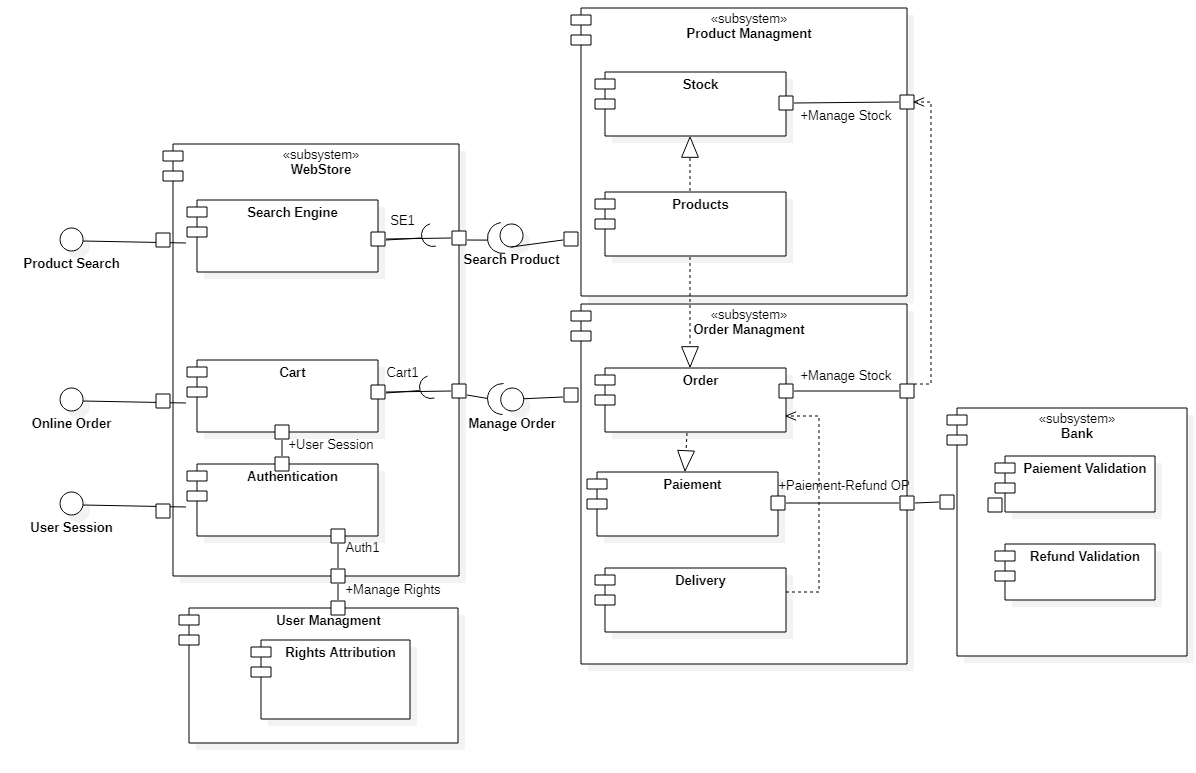 «subsystem»
Product Managment
Stock
+Manage Stock
Products
«subsystem»
WebStore
Search Engine
SE1
Product Search
Search Product
Cart
Cart1
Online Order
Manage Order
+User Session
Authentication
User Session
Auth1
+Manage Rights
User Managment
Rights Attribution
«subsystem»
Order Managment
Order
+Manage Stock
Paiement
+Paiement-Refund OP
Delivery
«subsystem»
Bank
Paiement Validation
Refund Validation